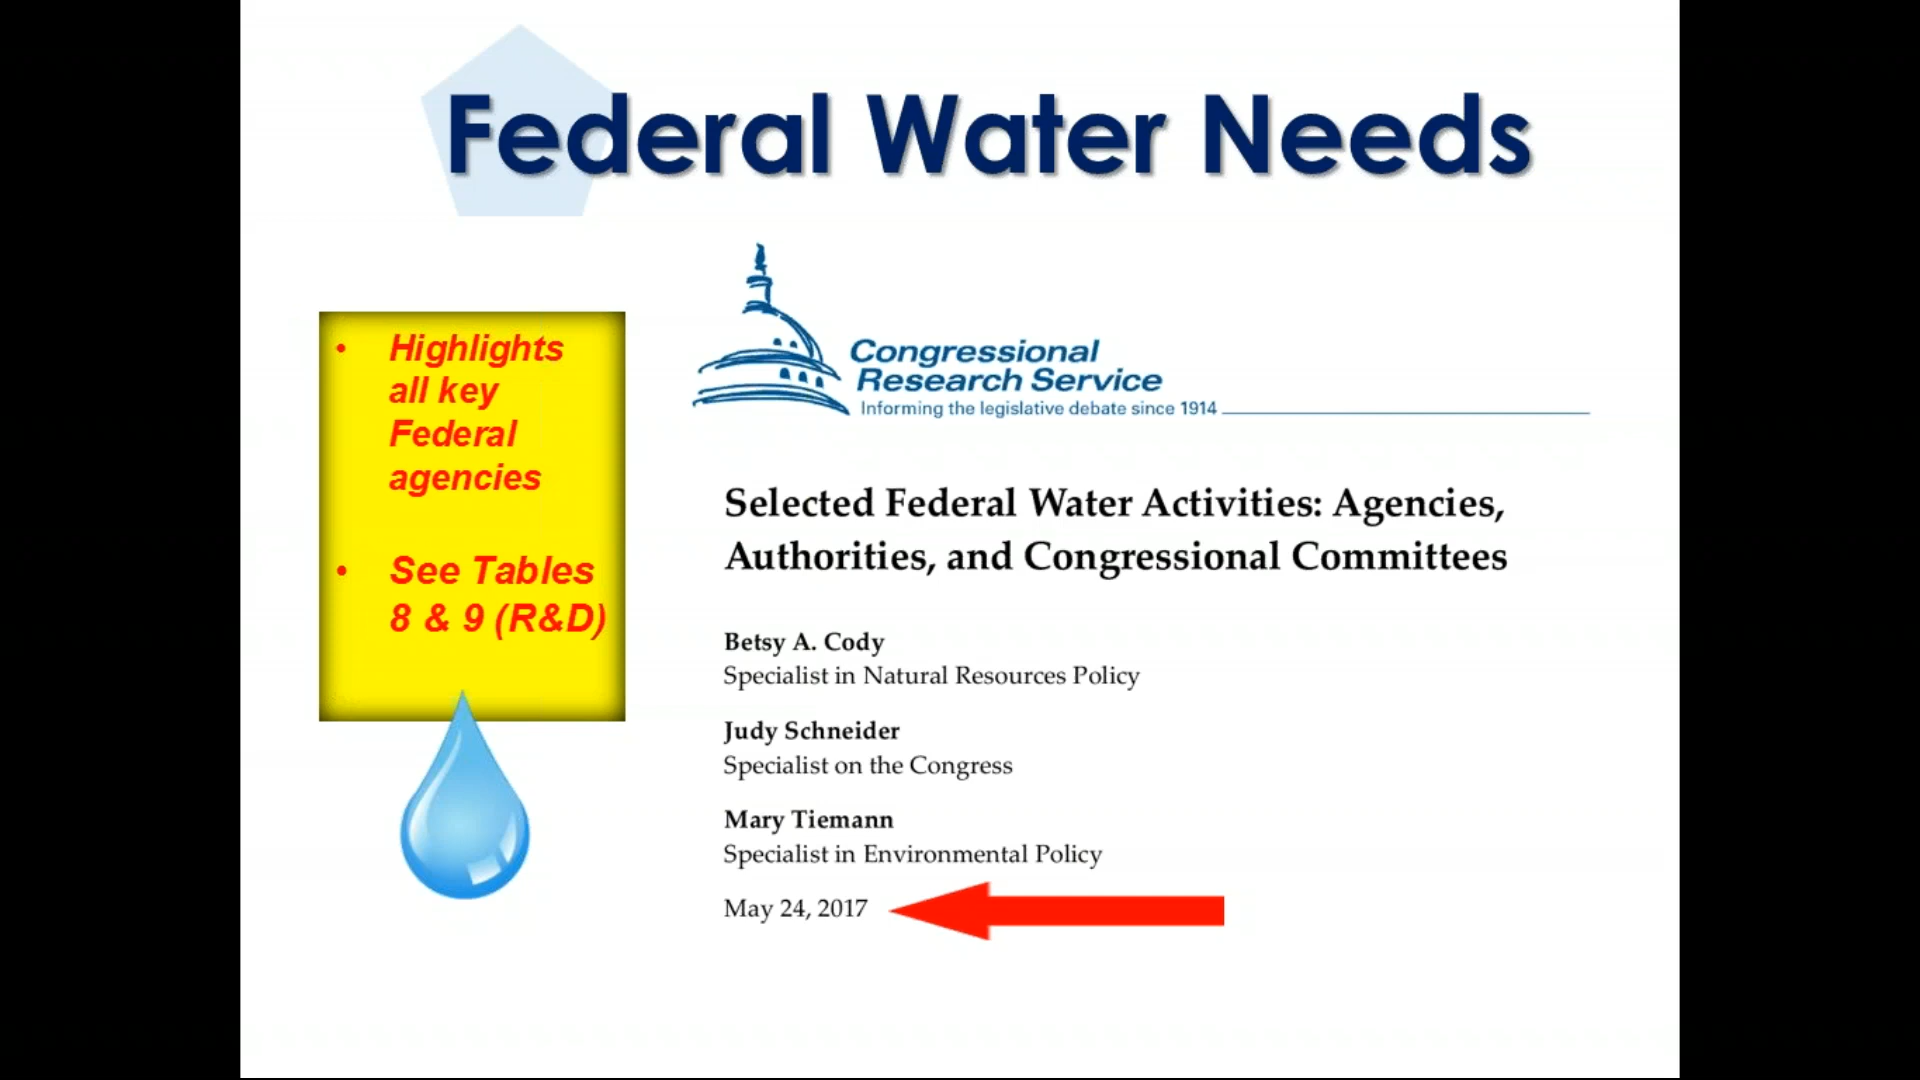 Federal Water Needs
• Highlights
all key
Federal
agencies
• See Tables
8 & 9 (R&D)
Congressional
Research Service
Informing the legislative debate since 1914
Selected Federal Water Activities: Agencies,
Authorities, and Congressional Committees
Betsy A. Cody
Specialist in Natural Resources Policy
Judy Schneider
Specialist on the Congress
Mary Tiemann
Specialist in Environmental Policy
May 24, 2017